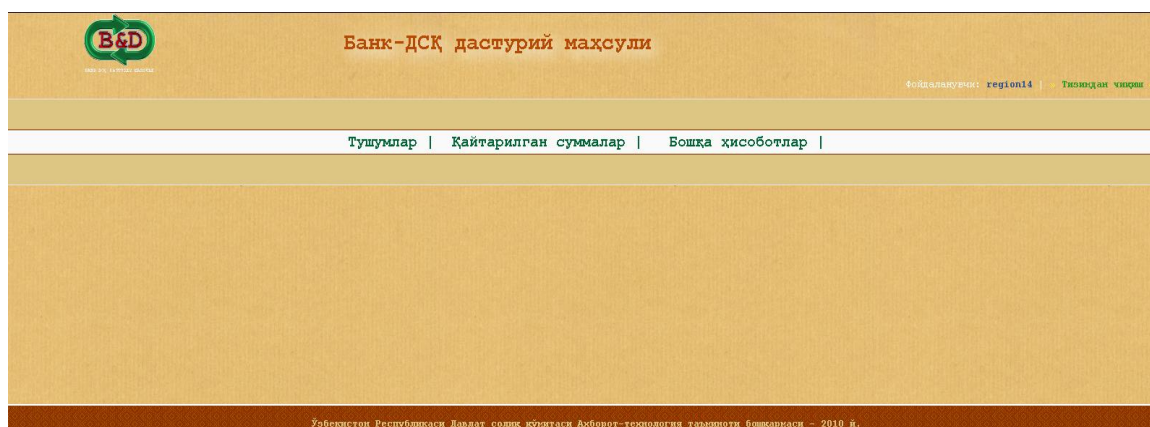 B&D
Банк-ДСҚ дастурий маҳсули
Фойдаланувчи: region14 | Тизимдан чиқиш
Тушумлар | Қайтарилган суммалар | Бошқа ҳисоботлар |
Ўзбекистон Республикаси Давлат солиқ қўмитаси Ахборот-технология таъминоти бошқармаси - 2010 й.